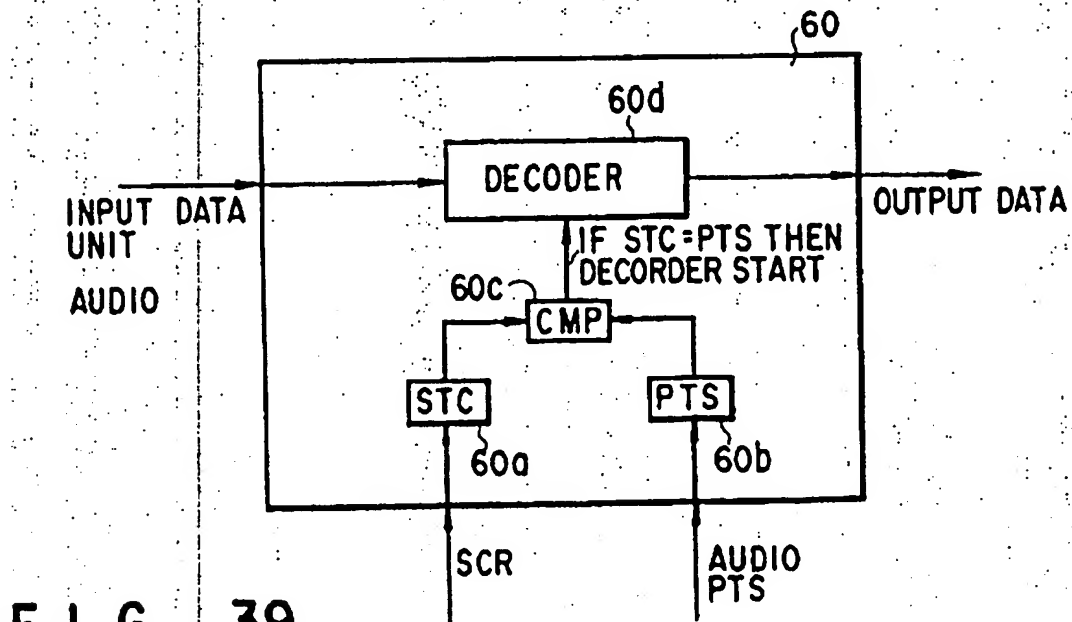 60
60d
DECODER
INPUT DATA
UNIT
AUDIO
OUTPUT DATA
IF STC=PTS THEN
DECORDER START
60c
CMP
STC
PTS
60a
60b
SCR
AUDIO
PTS
FIG. 39